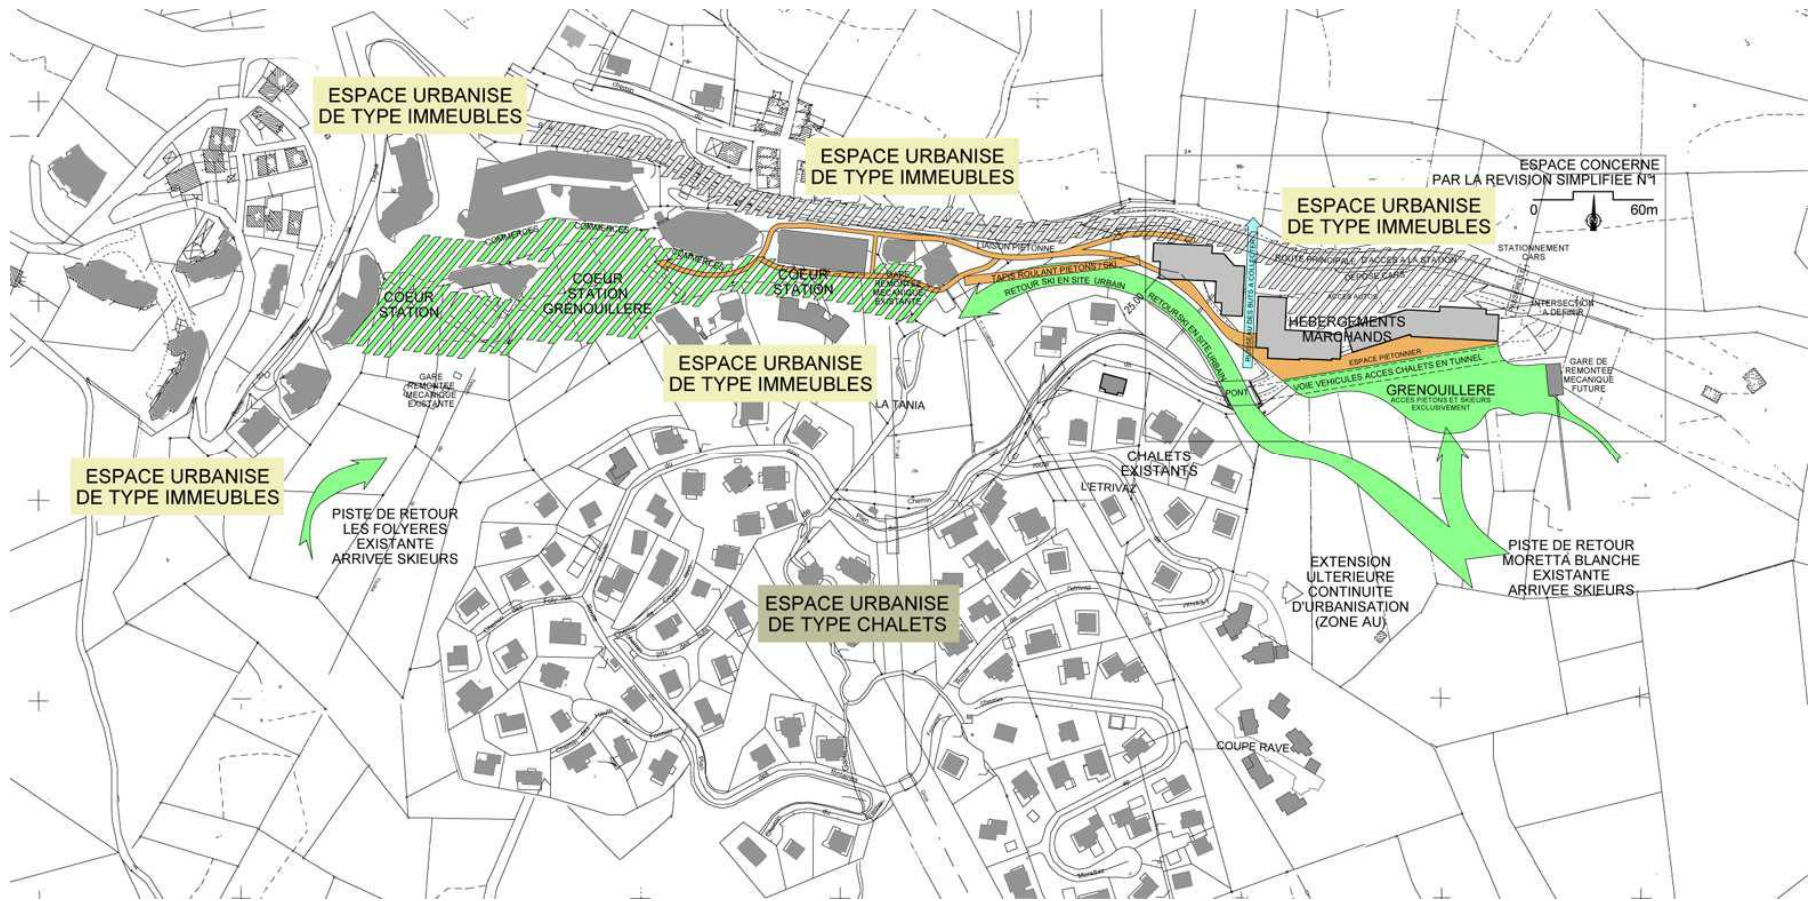 ESPACE URBANISE
DE TYPE IMMEUBLES
ESPACE URBANISE
DE TYPE IMMEUBLES
ESPACE CONCERNE
PAR LA REVISION SIMPLIFIEE N°1
0 60m
ESPACE URBANISE
DE TYPE IMMEUBLES
STATIONNEMENT
CARS
COMMERCES
COMMERCES
COMMERCES
LIAISON PIETONNE
ROUTE PRINCIPALE D'ACCES A LA STATION
DEPOSE CARS
ACCES AUTOS
TAPIS ROULANT PIETONS / SKI
RETOUR SKI EN SITE URBAIN
RETOUR SKI EN SITE URBAIN
25.00
COEUR
STATION
COEUR
STATION
GRENOUILLERE
COEUR
STATION
GARE
REMONTEE
MECANIQUE
EXISTANTE
INTERSECTION
A DEFINIR
HEBERGEMENTS
MARCHANDS
ESPACE PIETONNIER
VOIE VEHICULES ACCES CHALETS EN TUNNEL
GRENOUILLERE
ACCES PIETONS ET SKIEURS
EXCLUSIVEMENT
GARE DE
REMONTEE
MECANIQUE
FUTURE
PONT
ESPACE URBANISE
DE TYPE IMMEUBLES
GARE
REMONTEE
MECANIQUE
EXISTANTE
LA TANIA
CHALETS
EXISTANTS
L'ETRIVAZ
ESPACE URBANISE
DE TYPE IMMEUBLES
PISTE DE RETOUR
LES FOLYERES
EXISTANTE
ARRIVEE SKIEURS
Chemin
PISTE DE RETOUR
MORETTA BLANCHE
EXISTANTE
ARRIVEE SKIEURS
EXTENSION
ULTERIEURE
CONTINUITE
D'URBANISATION
(ZONE AU)
ESPACE URBANISE
DE TYPE CHALETS
COUPE RAVE